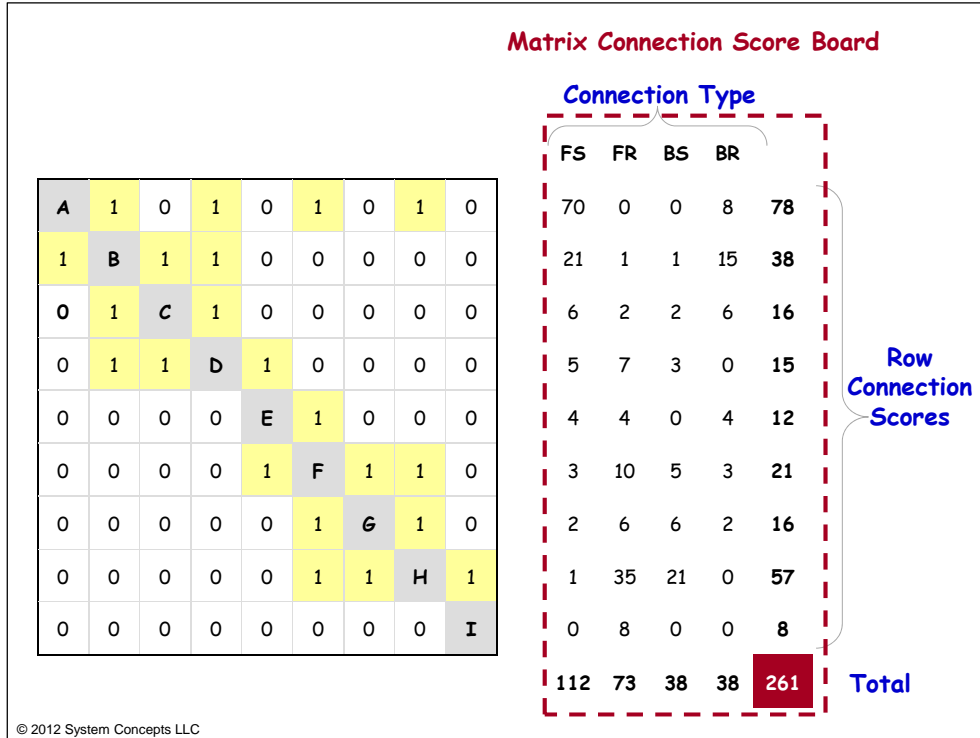 Matrix Connection Score Board
Connection Type
FS FR BS BR
A 1 0 1 0 1 0 1 0 70 0 0 8 78
1 B 1 1 0 0 0 0 0 21 1 1 15 38
0 1 C 1 0 0 0 0 0 6 2 2 6 16
0 1 1 D 1 0 0 0 0 5 7 3 0 15
0 0 0 0 E 1 0 0 0 4 4 0 4 12
0 0 0 0 1 F 1 1 0 3 10 5 3 21
0 0 0 0 0 1 G 1 0 2 6 6 2 16
0 0 0 0 0 1 1 H 1 1 35 21 0 57
0 0 0 0 0 0 0 0 I 0 8 0 0 8
Row
Connection
Scores
112 73 38 38 261 Total
© 2012 System Concepts LLC